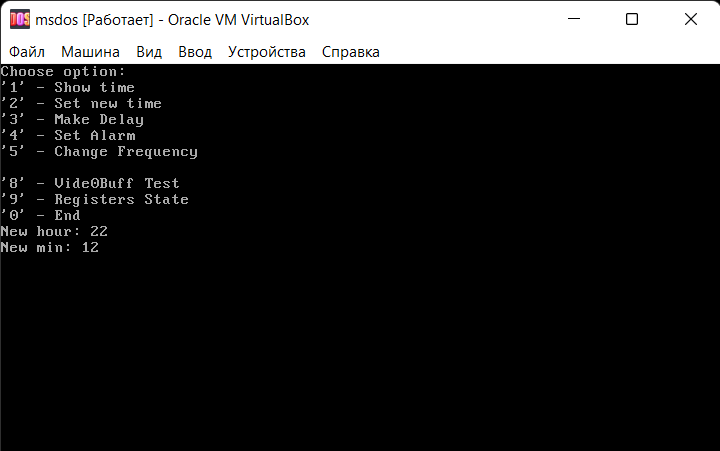 DOS msdos [Работает] - Oracle VM VirtualBox
Файл Машина Вид Ввод Устройства Справка
Choose option:
'1' - Show time
'2' - Set new time
'3' - Make Delay
'4' - Set Alarm
'5' - Change Frequency
'8' - Vide0Buff Test
'9' - Registers State
'0' - End
New hour: 22
New min: 12